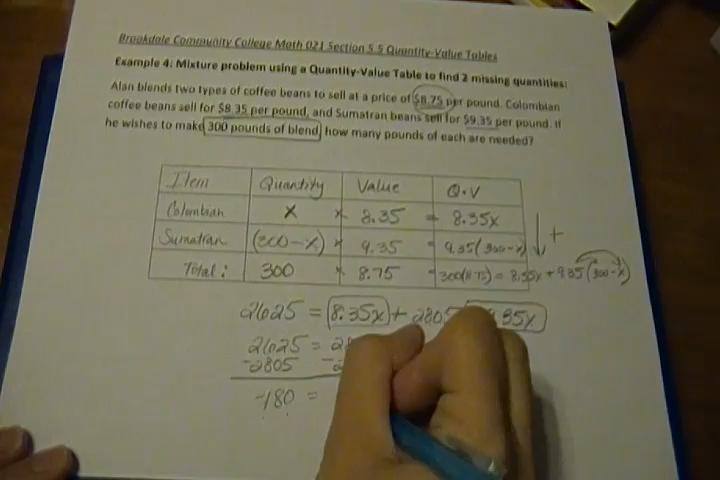 Brookdale Community College Math 021 Section 5.5 Quantity-Value Tables
Example 4: Mixture problem using a Quantity-Value Table to find 2 missing quantities:
Alan blends two types of coffee beans to sell at a price of $8.75 per pound. Colombian
coffee beans sell for $8.35 per pound, and Sumatran beans sell for $9.35 per pound. If
he wishes to make 300 pounds of blend, how many pounds of each are needed?
Item Quantity Value Q·V
Colombian x × 8.35 = 8.35x
Sumatran (300-x) × 9.35 = 9.35(300-x) +
Total: 300 × 8.75 = 300(8.75) = 8.35x + 9.35(300-x)
2625 = 8.35x + 2805 .35x
2625 = 28
-2805 -2
-180 =